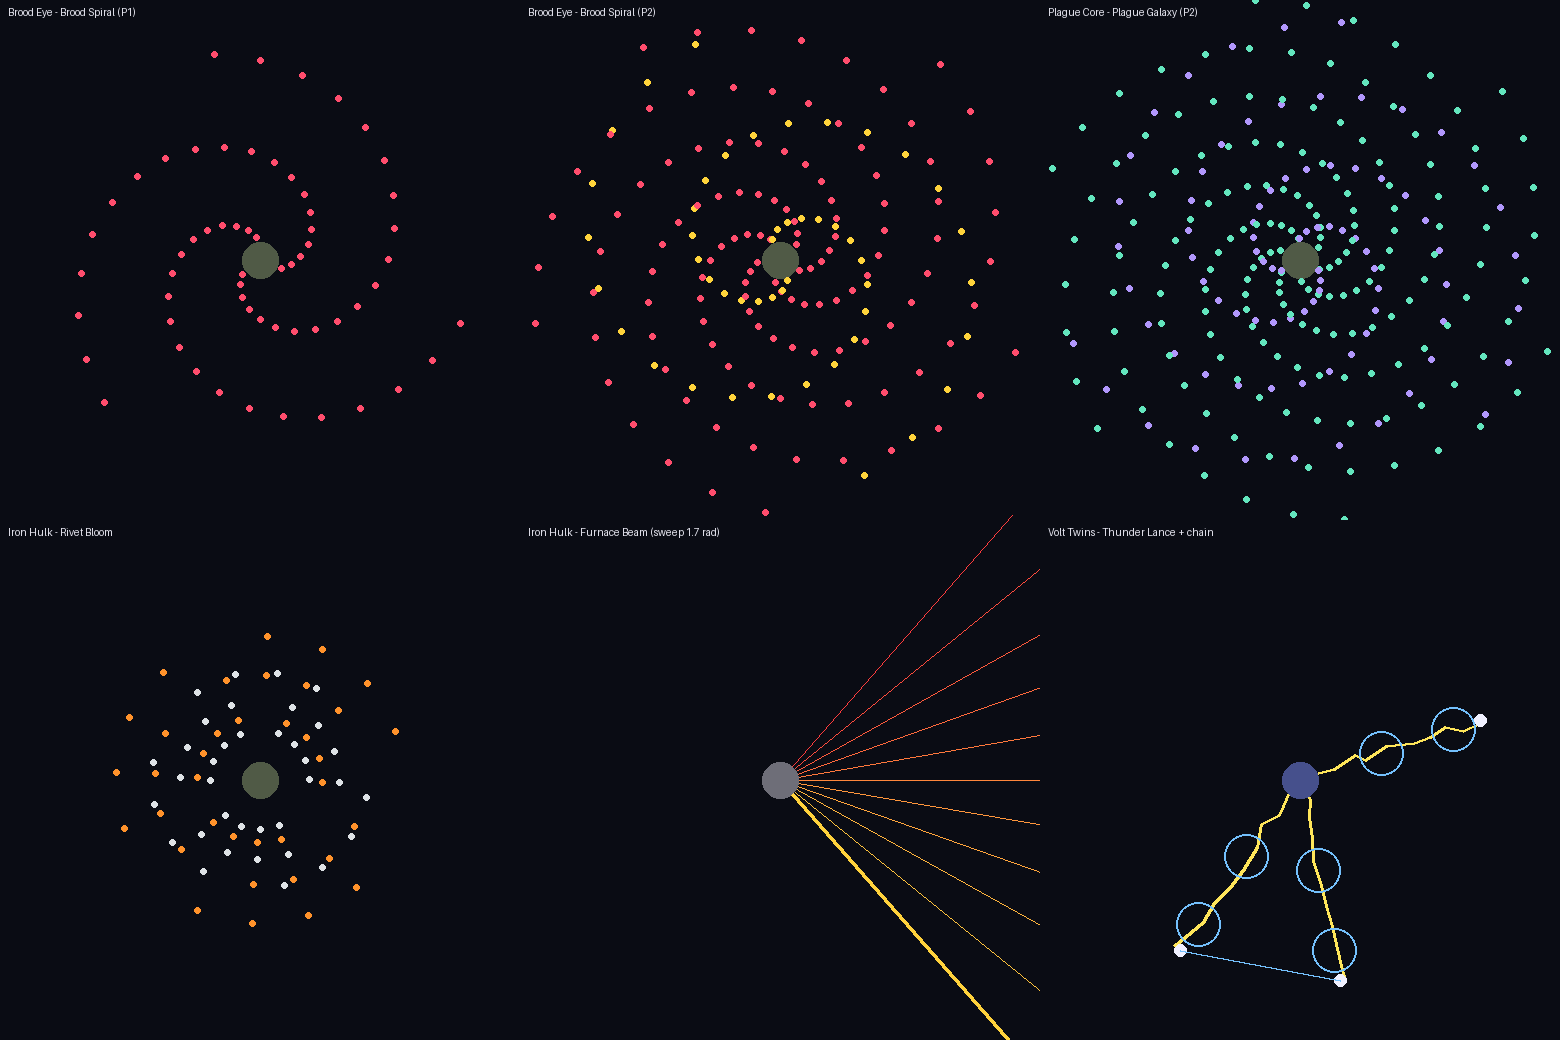 Brood Eye - Brood Spiral (P1)
Brood Eye - Brood Spiral (P2)
Plague Core - Plague Galaxy (P2)
Iron Hulk - Rivet Bloom
Iron Hulk - Furnace Beam (sweep 1.7 rad)
Volt Twins - Thunder Lance + chain